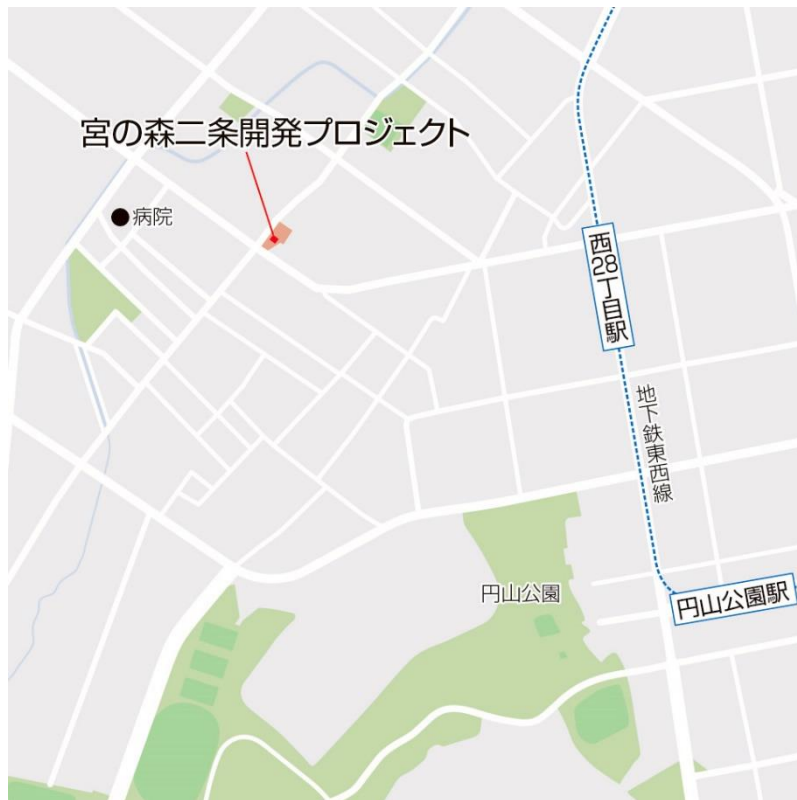 宮の森二条開発プロジェクト
病院
西28丁目駅
地下鉄東西線
円山公園
円山公園駅